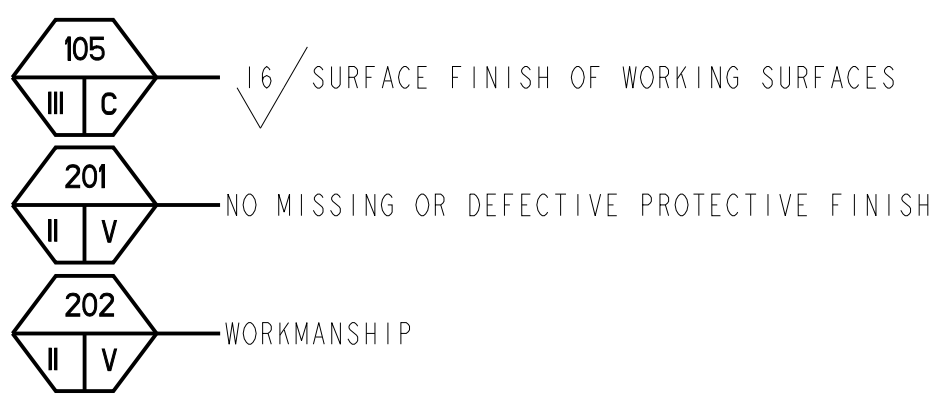 105
III C
16 SURFACE FINISH OF WORKING SURFACES
201
II V
NO MISSING OR DEFECTIVE PROTECTIVE FINISH
202
II V
WORKMANSHIP